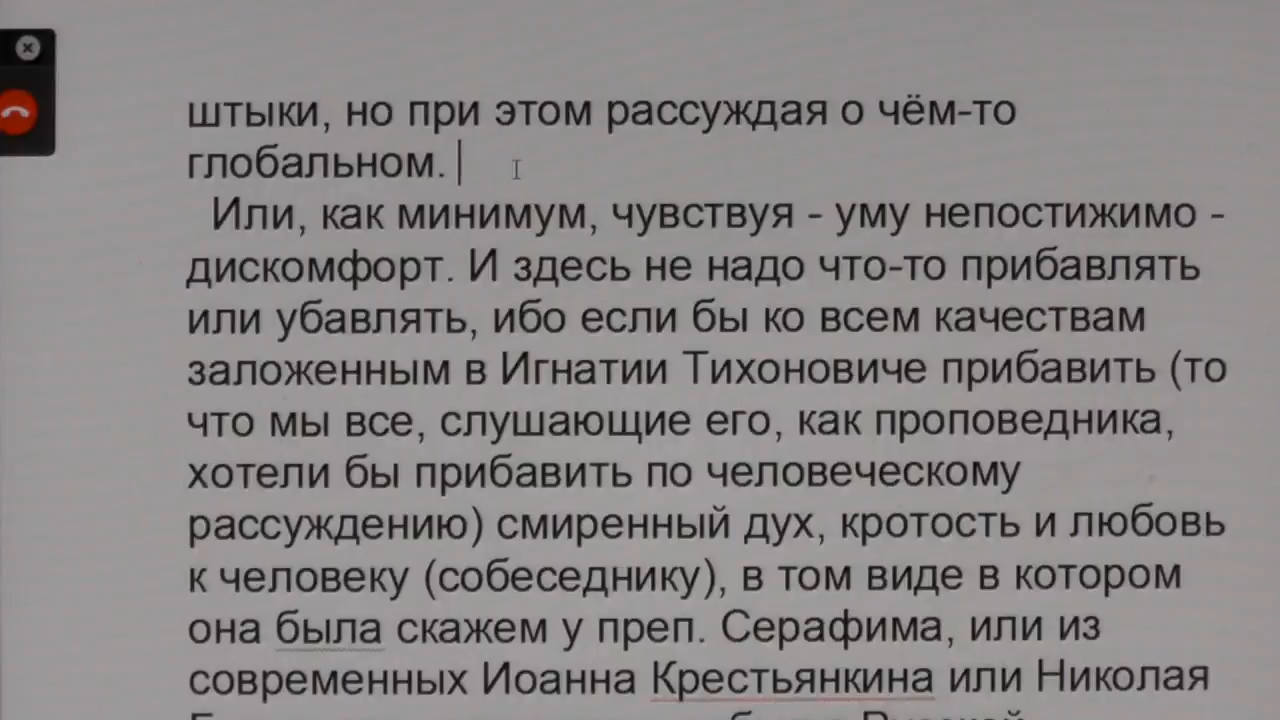 штыки, но при этом рассуждая о чём-то
глобальном.
Или, как минимум, чувствуя - уму непостижимо -
дискомфорт. И здесь не надо что-то прибавлять
или убавлять, ибо если бы ко всем качествам
заложенным в Игнатии Тихоновиче прибавить (то
что мы все, слушающие его, как проповедника,
хотели бы прибавить по человеческому
рассуждению) смиренный дух, кротость и любовь
к человеку (собеседнику), в том виде в котором
она была скажем у преп. Серафима, или из
современных Иоанна Крестьянкина или Николая